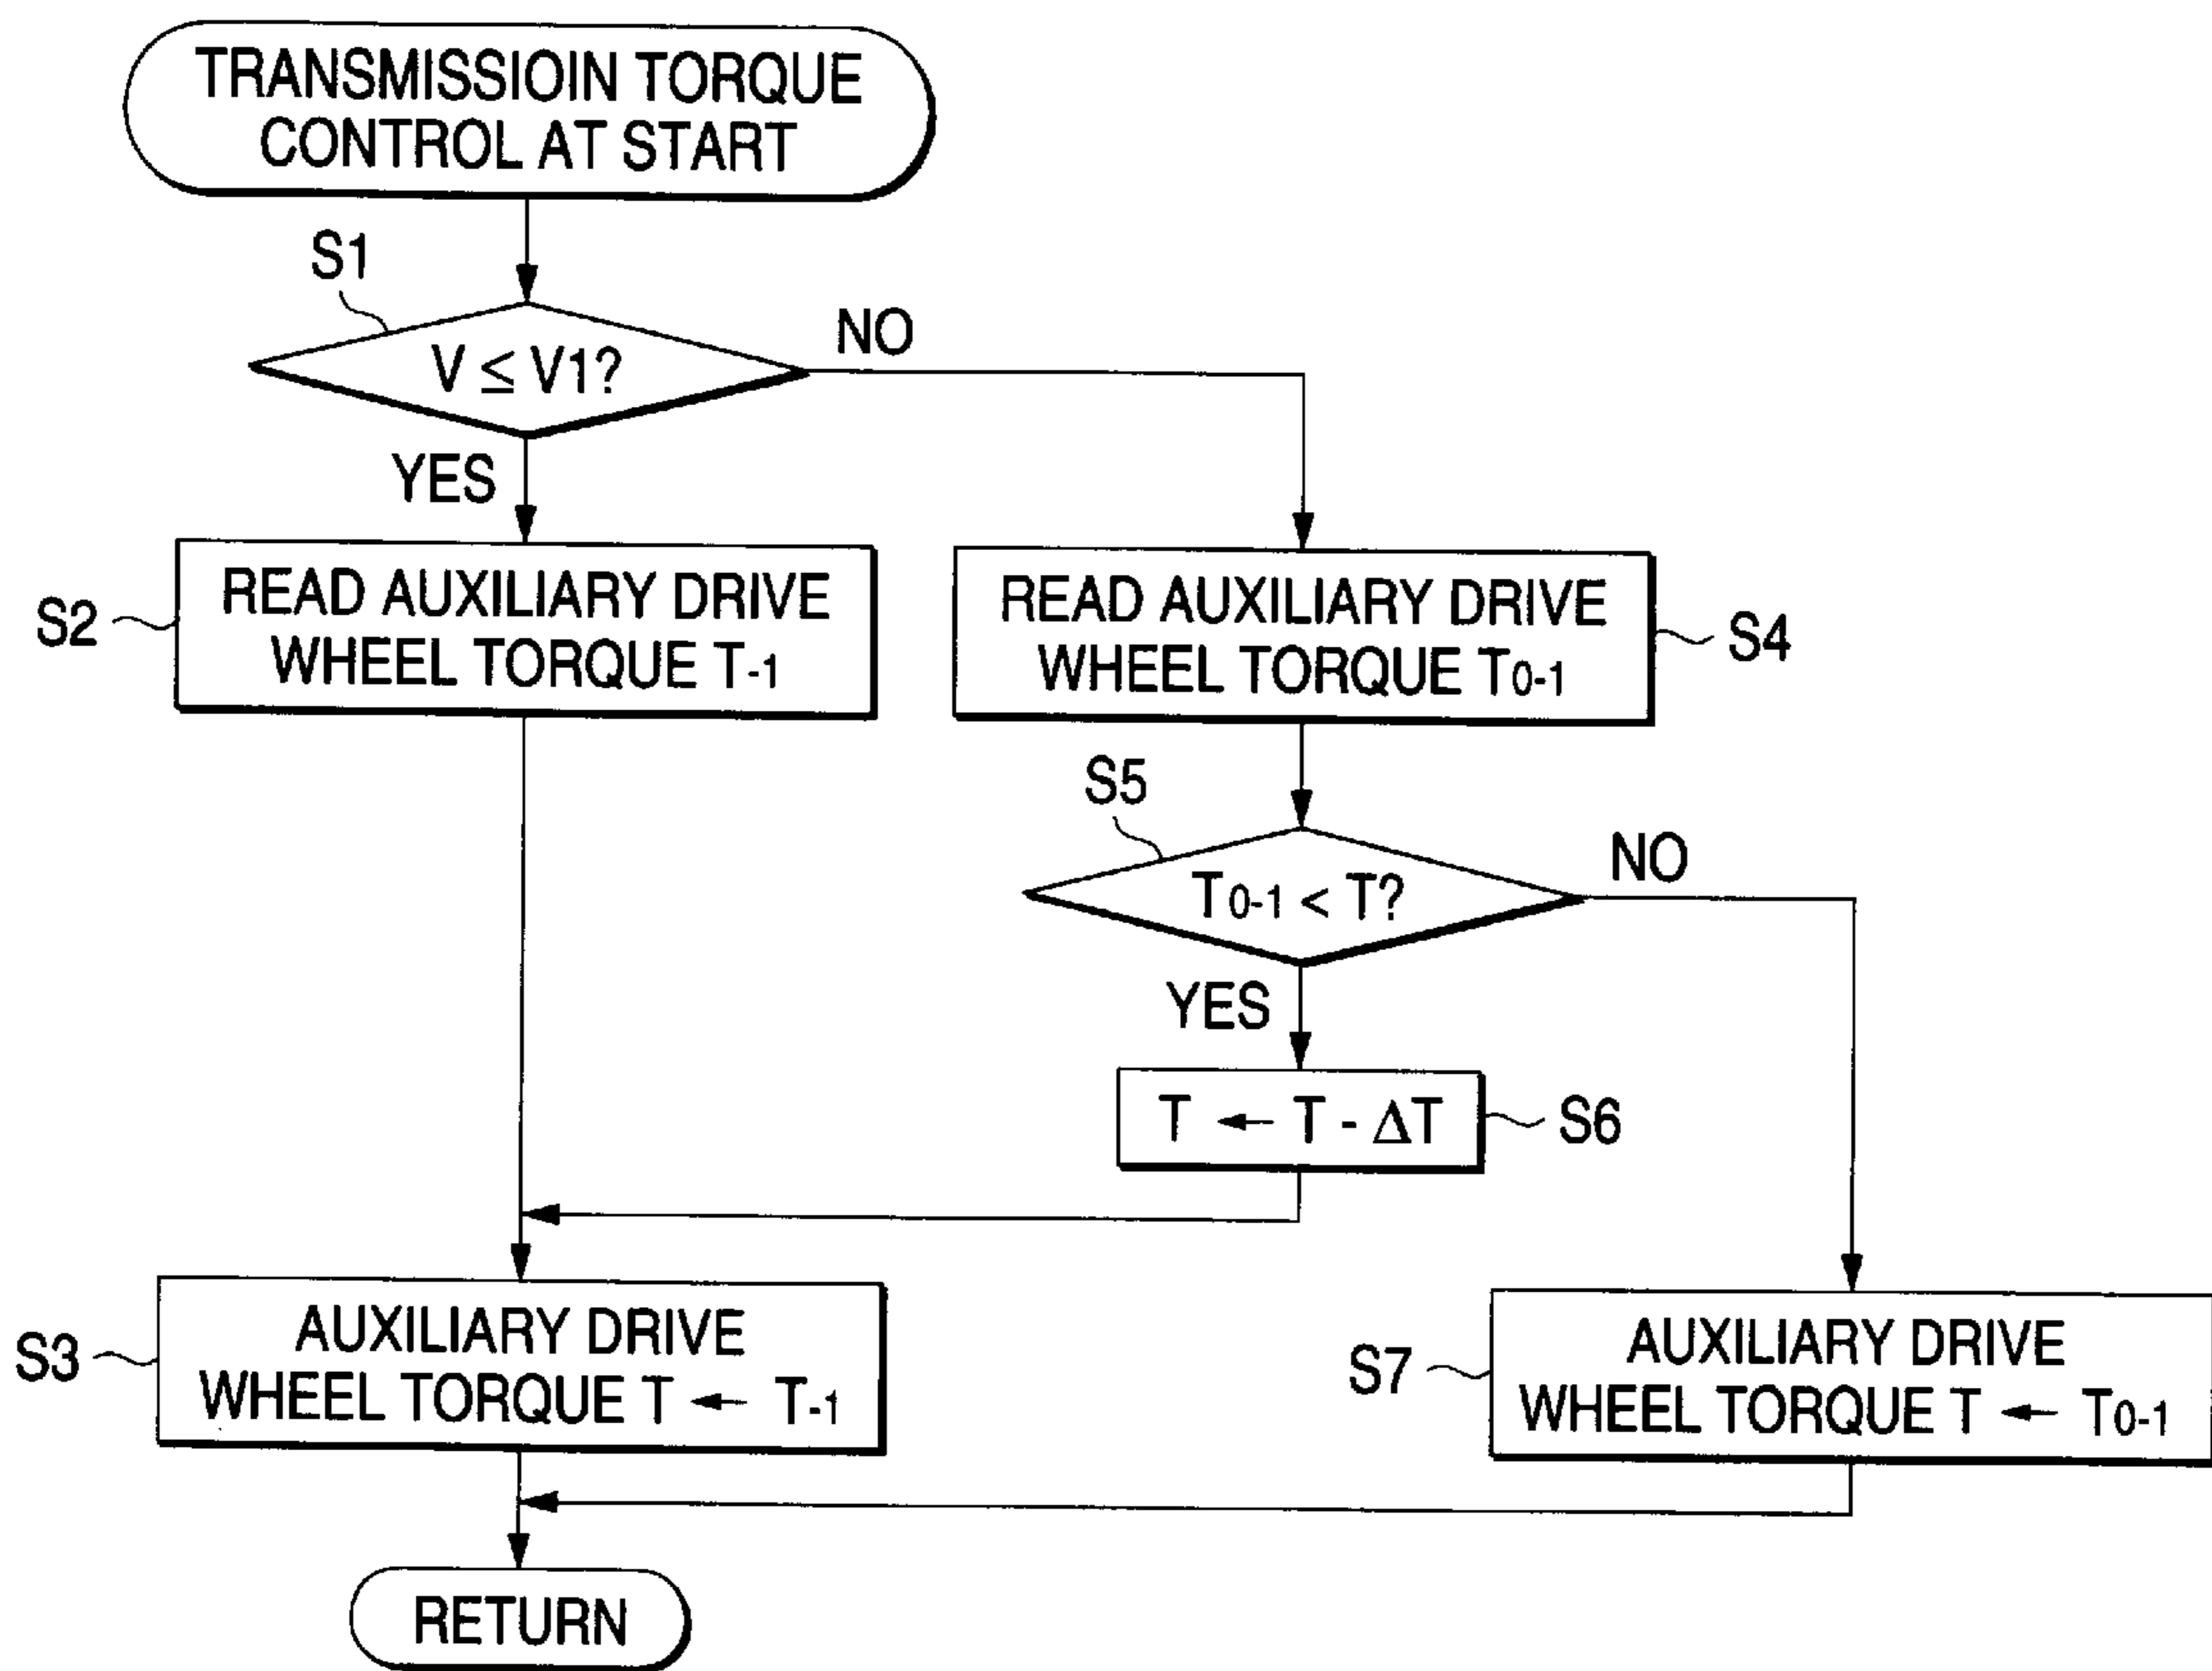 TRANSMISSIOIN TORQUE
CONTROL AT START
S1
V ≤ V1?
NO
YES
S2
READ AUXILIARY DRIVE
WHEEL TORQUE T-1
READ AUXILIARY DRIVE
WHEEL TORQUE T0-1
S4
S5
T0-1 < T?
NO
YES
T ← T - ΔT
S6
S3
AUXILIARY DRIVE
WHEEL TORQUE T ← T-1
S7
AUXILIARY DRIVE
WHEEL TORQUE T ← T0-1
RETURN